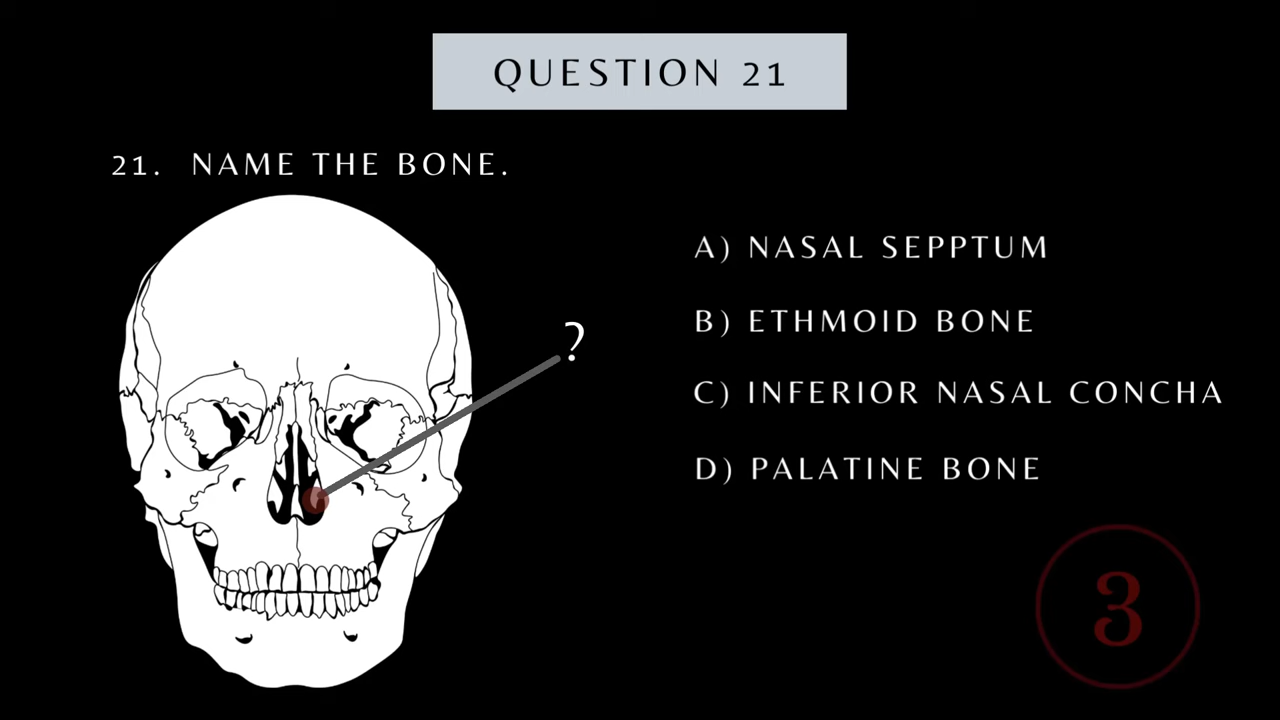 QUESTION 21
21. NAME THE BONE.
?
A) NASAL SEPPTUM
B) ETHMOID BONE
C) INFERIOR NASAL CONCHA
D) PALATINE BONE
3